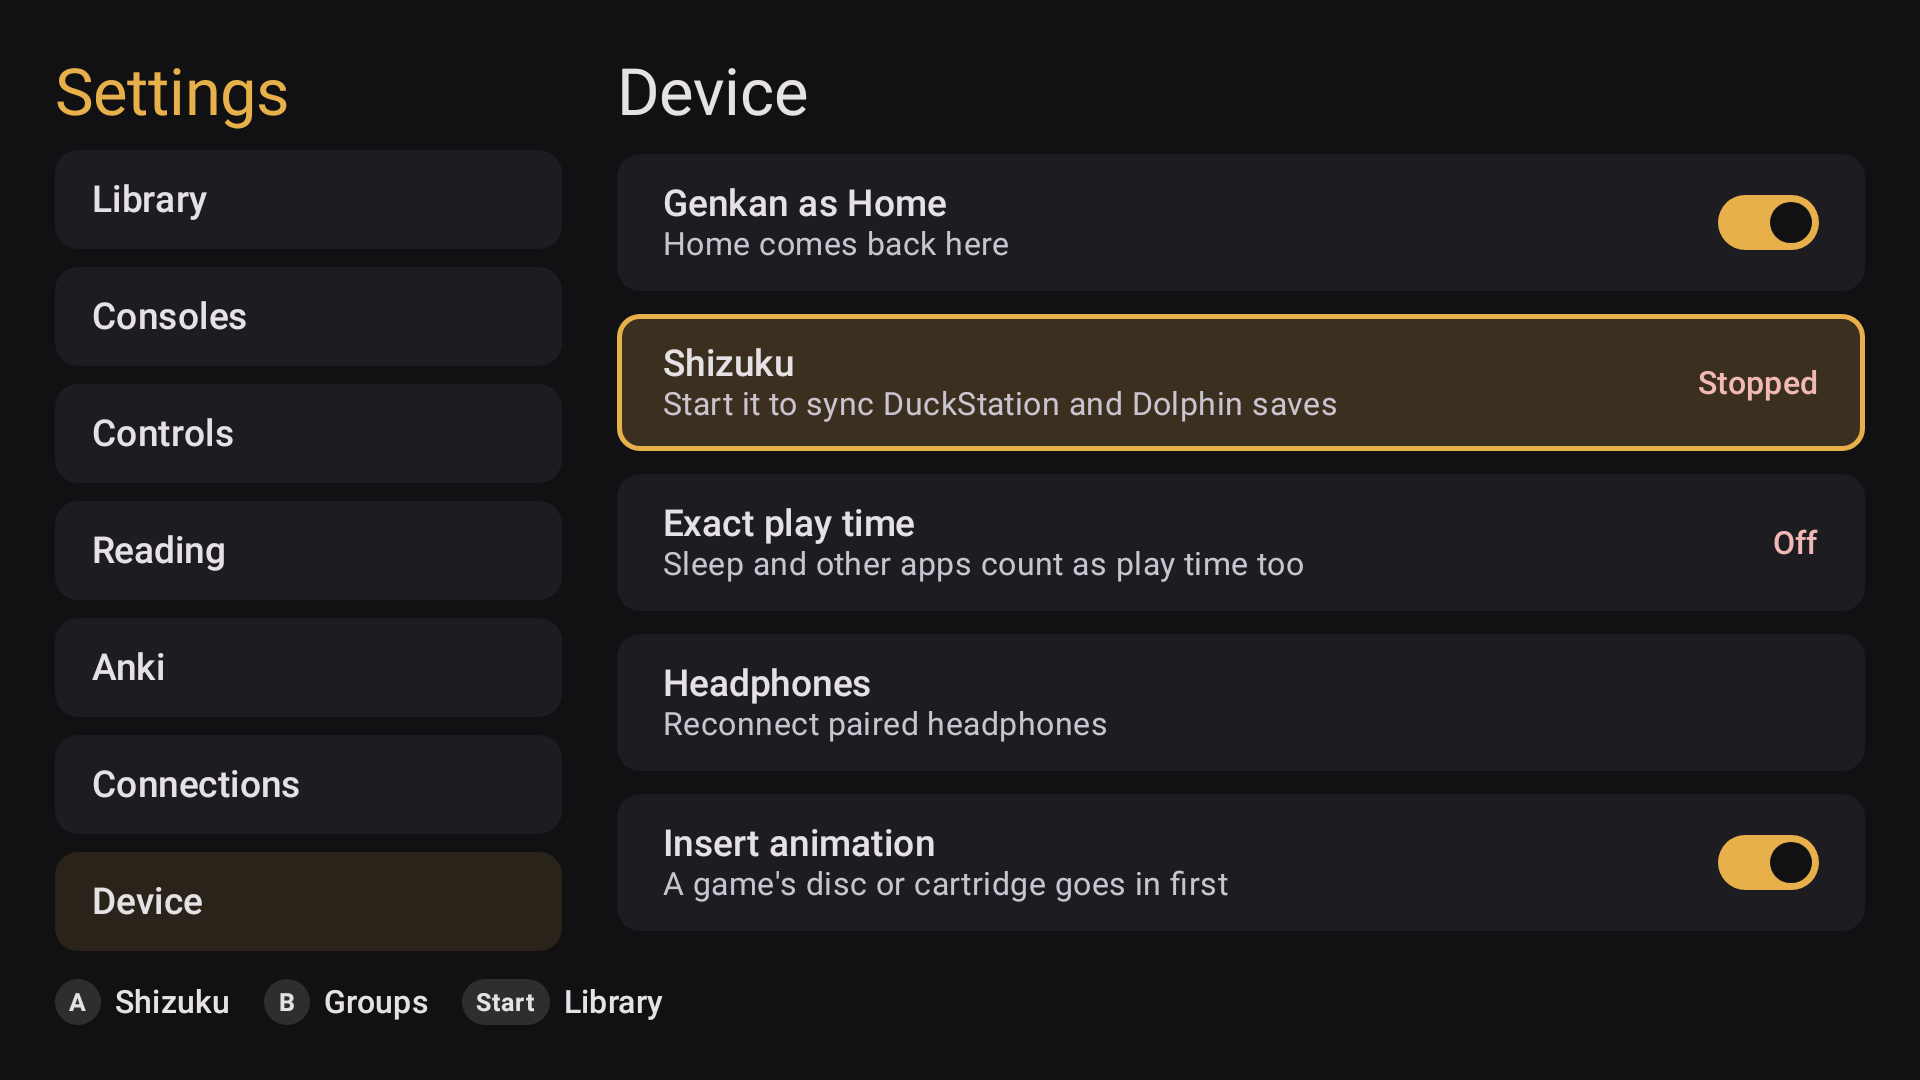 Settings
Library
Consoles
Controls
Reading
Anki
Connections
Device
Device
Genkan as Home
Home comes back here
Shizuku
Start it to sync DuckStation and Dolphin saves
Stopped
Exact play time
Sleep and other apps count as play time too
Off
Headphones
Reconnect paired headphones
Insert animation
A game's disc or cartridge goes in first
A Shizuku B Groups Start Library